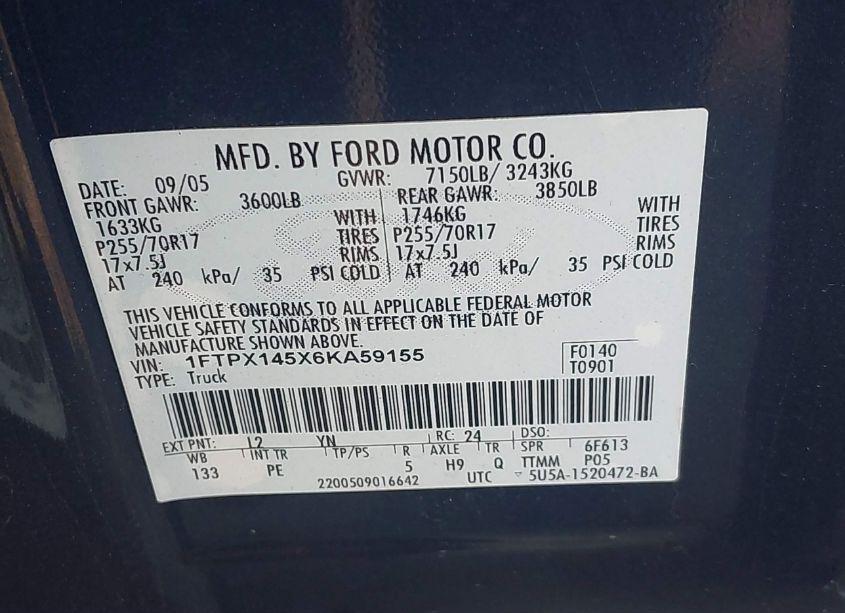 MFD. BY FORD MOTOR CO.
DATE: 09/05 GVWR: 7150LB/ 3243KG
FRONT GAWR: 3600LB REAR GAWR: 3850LB
1633KG WITH 1746KG WITH
P255/70R17 TIRES P255/70R17 TIRES
17x7.5J RIMS 17x7.5J RIMS
AT 240 kPa/ 35 PSI COLD AT 240 kPa/ 35 PSI COLD
THIS VEHICLE CONFORMS TO ALL APPLICABLE FEDERAL MOTOR
VEHICLE SAFETY STANDARDS IN EFFECT ON THE DATE OF
MANUFACTURE SHOWN ABOVE.
VIN: 1FTPX145X6KA59155 F0140
TYPE: Truck T0901
EXT PNT: L2 YN RC: 24 DSO:
WB INT TR TP/PS R AXLE TR SPR 6F613
133 PE 5 H9 Q TTMM P05
2200509016642 UTC ▽ 5U5A-1520472-BA